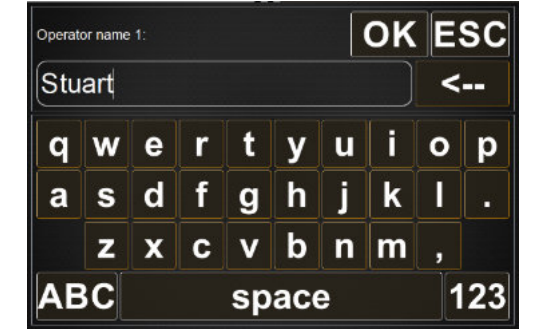 Operator name 1: OK ESC
Stuart <--
q w e r t y u i o p
a s d f g h j k l .
z x c v b n m ,
ABC space 123